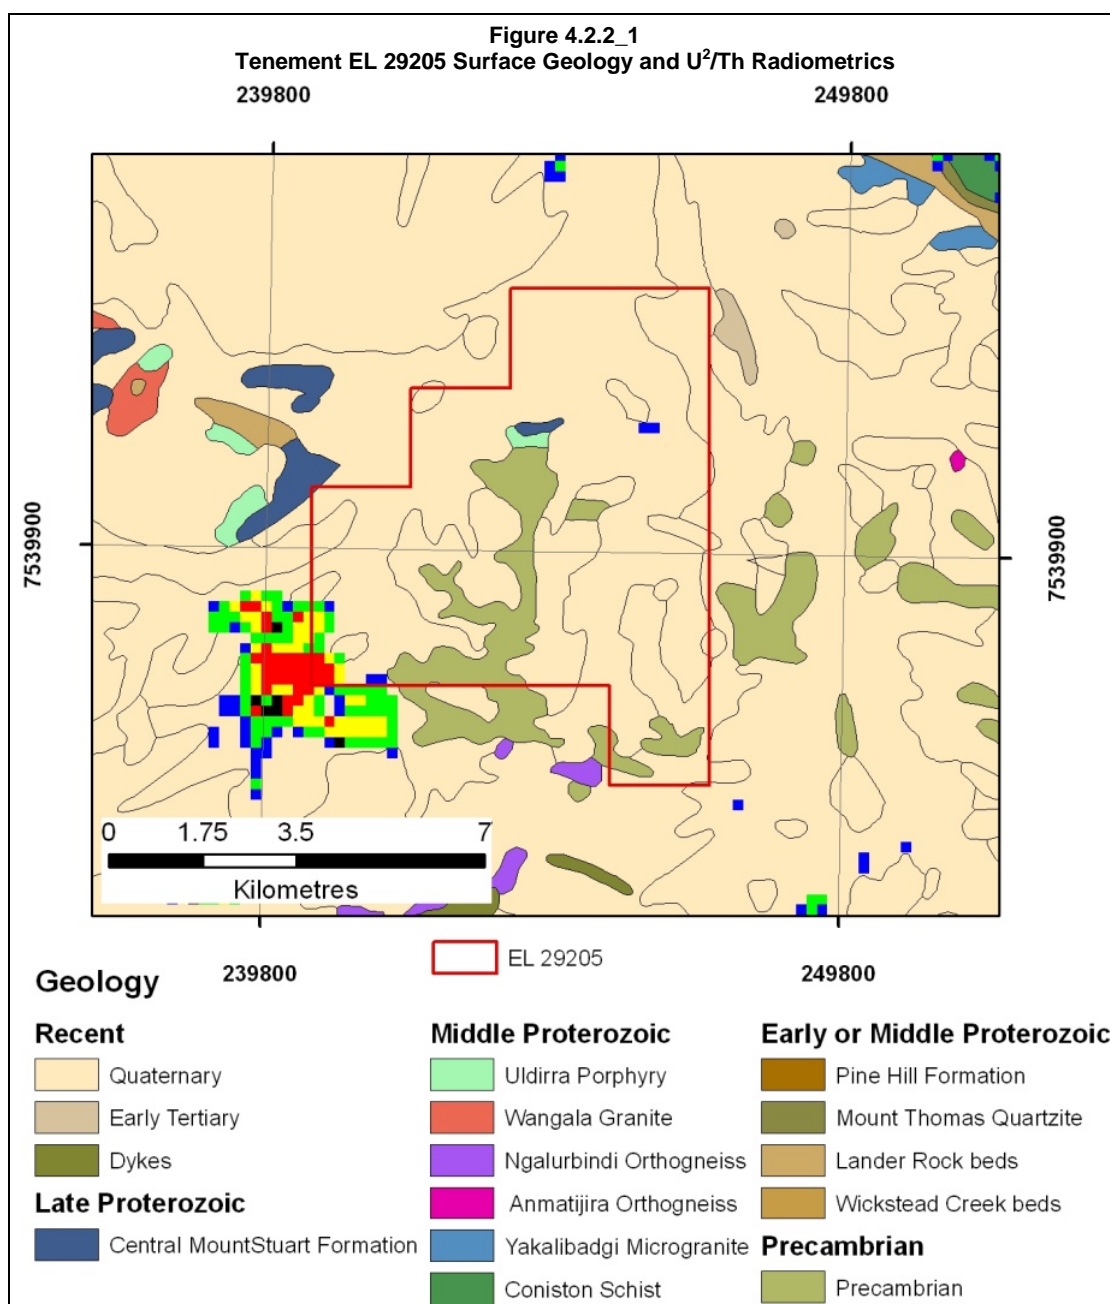 Figure 4.2.2_1
Tenement EL 29205 Surface Geology and U²/Th Radiometrics
239800 249800
7539900 7539900
0 1.75 3.5 7
Kilometres
239800 249800
EL 29205
Geology
Recent
Quaternary
Early Tertiary
Dykes
Late Proterozoic
Central MountStuart Formation
Middle Proterozoic
Uldirra Porphyry
Wangala Granite
Ngalurbindi Orthogneiss
Anmatijira Orthogneiss
Yakalibadgi Microgranite
Coniston Schist
Early or Middle Proterozoic
Pine Hill Formation
Mount Thomas Quartzite
Lander Rock beds
Wickstead Creek beds
Precambrian
Precambrian